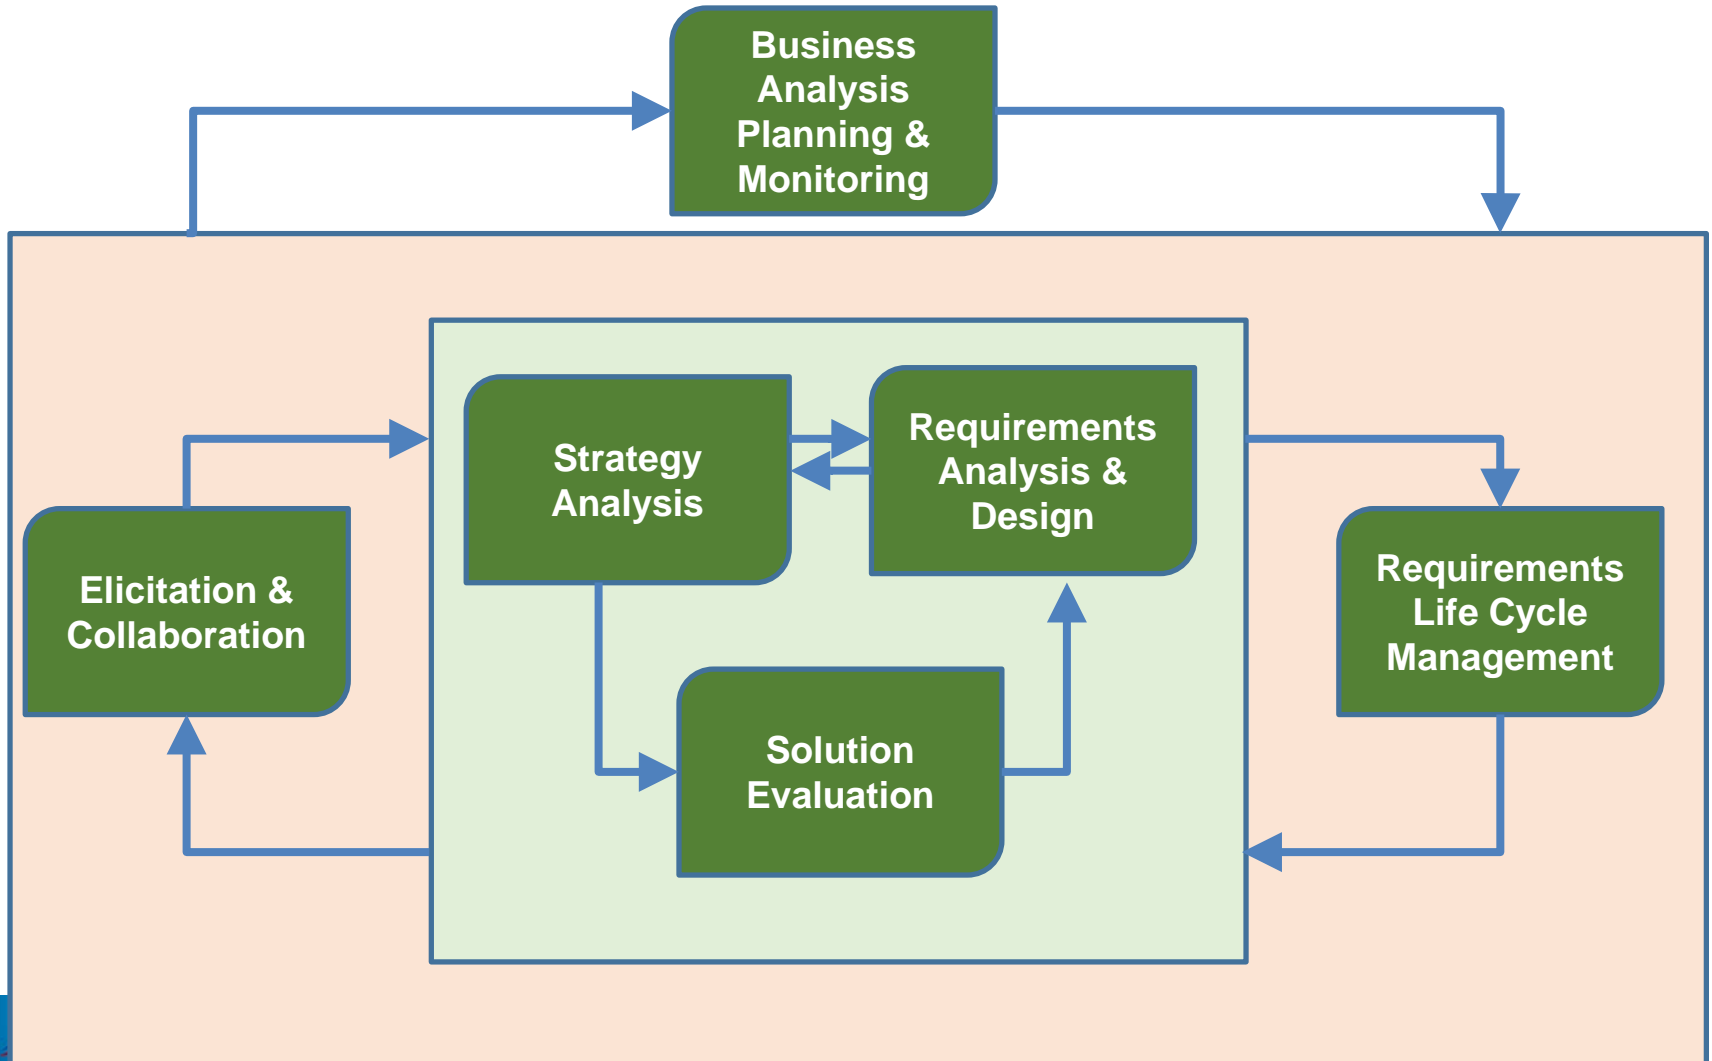 Business
Analysis
Planning &
Monitoring
Strategy
Analysis
Requirements
Analysis &
Design
Elicitation &
Collaboration
Requirements
Life Cycle
Management
Solution
Evaluation